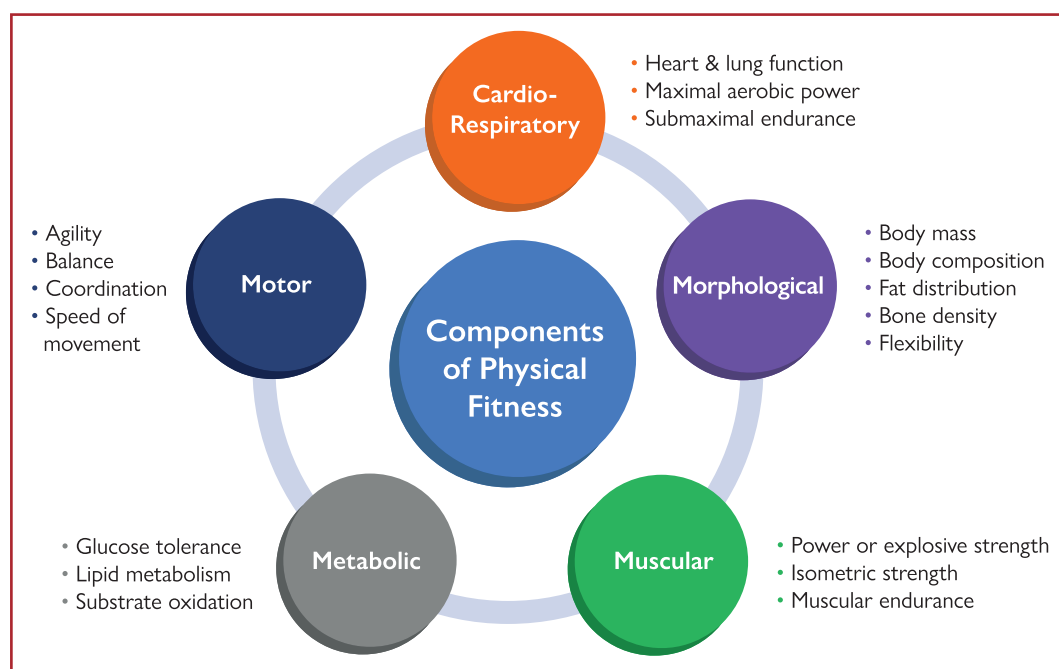 Cardio-
Respiratory
• Heart & lung function
• Maximal aerobic power
• Submaximal endurance
Morphological
• Body mass
• Body composition
• Fat distribution
• Bone density
• Flexibility
Muscular
• Power or explosive strength
• Isometric strength
• Muscular endurance
Metabolic
• Glucose tolerance
• Lipid metabolism
• Substrate oxidation
Motor
• Agility
• Balance
• Coordination
• Speed of
movement
Components
of Physical
Fitness